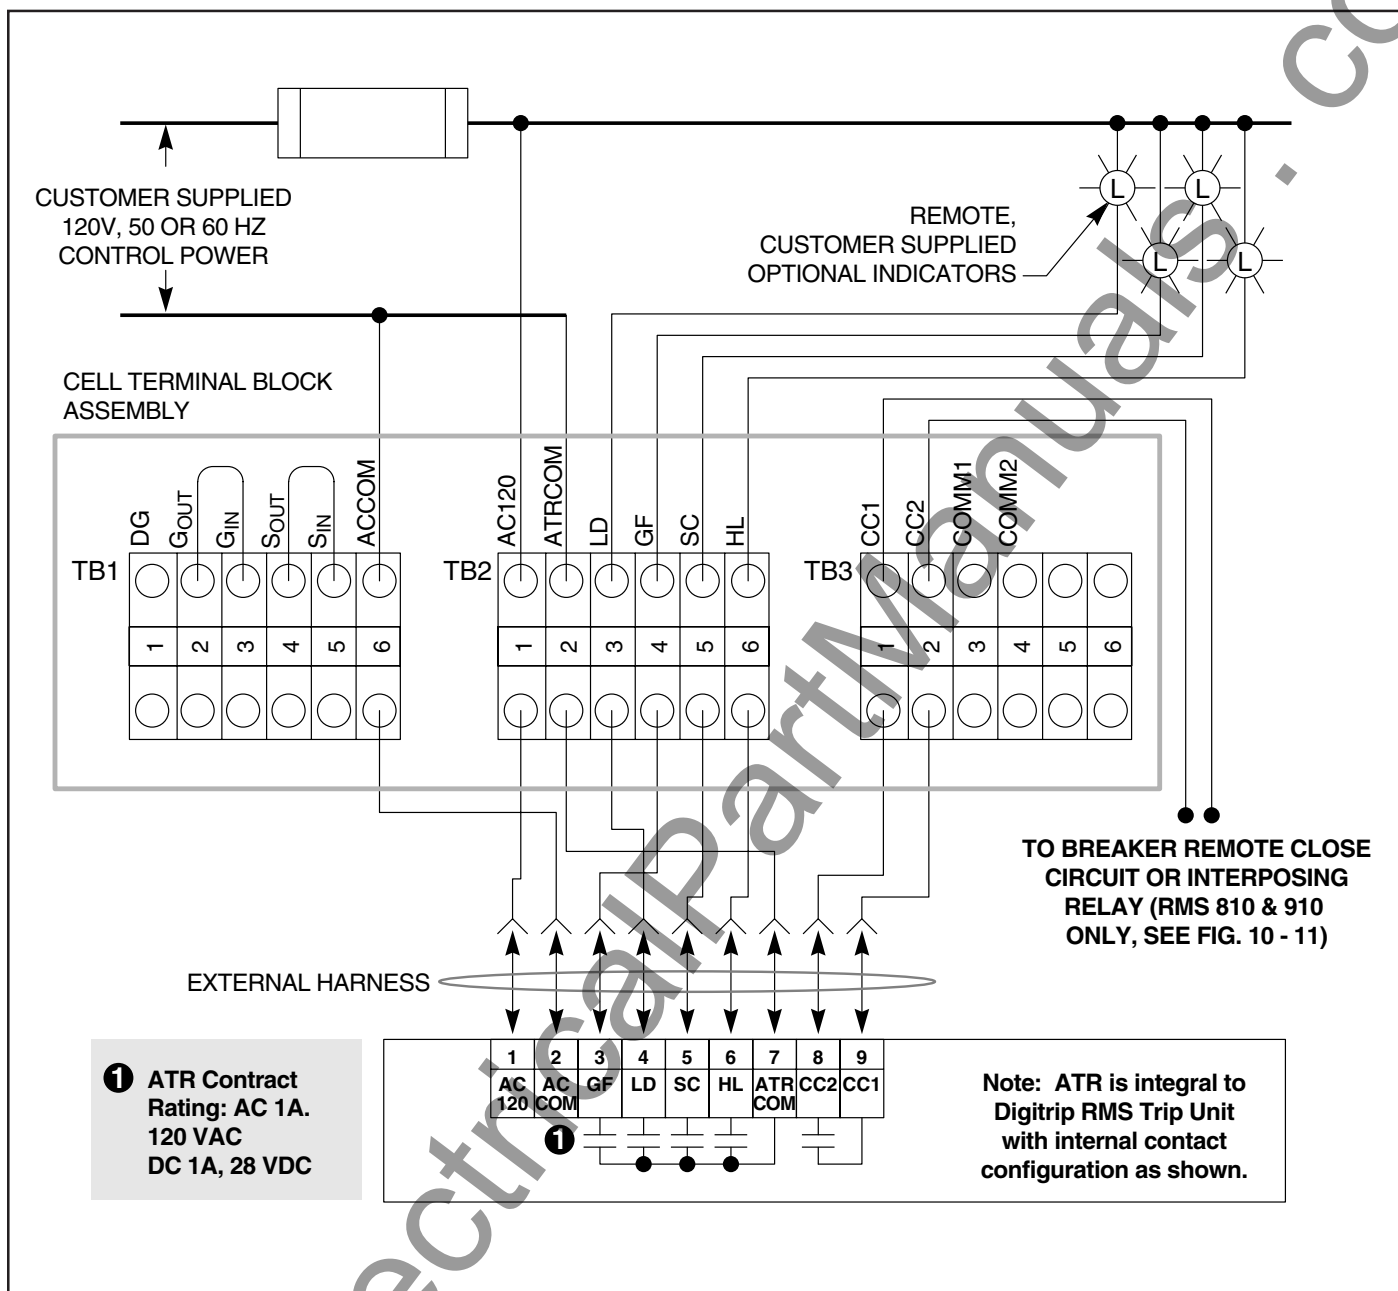 CUSTOMER SUPPLIED
120V, 50 OR 60 HZ
CONTROL POWER
REMOTE,
CUSTOMER SUPPLIED
OPTIONAL INDICATORS
L
L
L
L
CELL TERMINAL BLOCK
ASSEMBLY
DG
GOUT
GIN
SOUT
SIN
ACCOM
AC120
ATRCOM
LD
GF
SC
HL
CC1
CC2
COMM1
COMM2
TB1
TB2
TB3
1 2 3 4 5 6
1 2 3 4 5 6
1 2 3 4 5 6
TO BREAKER REMOTE CLOSE
CIRCUIT OR INTERPOSING
RELAY (RMS 810 & 910
ONLY, SEE FIG. 10 - 11)
EXTERNAL HARNESS
1 2 3 4 5 6 7 8 9
AC 120
AC COM
GF
LD
SC
HL
ATR COM
CC2
CC1
1
1 ATR Contract
Rating: AC 1A.
120 VAC
DC 1A, 28 VDC
Note: ATR is integral to
Digitrip RMS Trip Unit
with internal contact
configuration as shown.
ectricalPartManuals . co